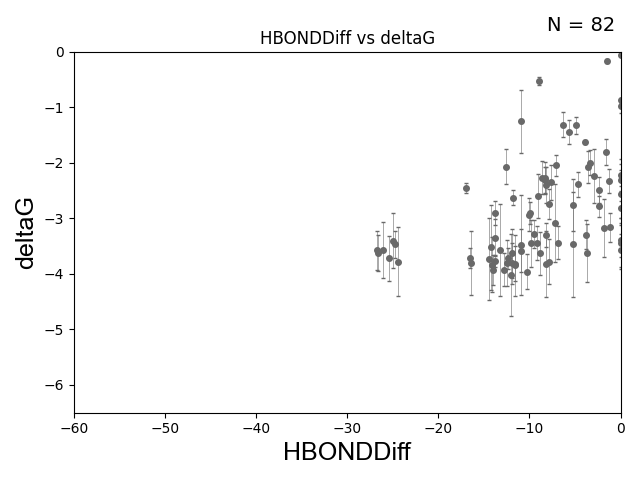 N = 82
HBONDDiff vs deltaG
0
−1
−2
−3
−4
−5
−6
deltaG
−60 −50 −40 −30 −20 −10 0
HBONDDiff